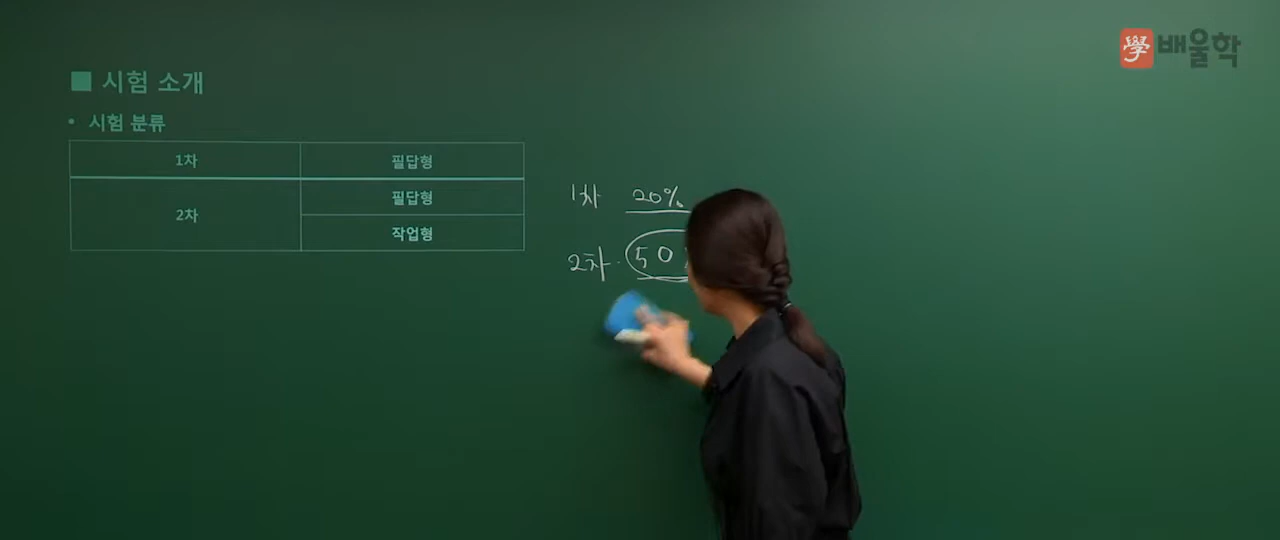 學 배울학
■ 시험 소개
• 시험 분류
1차 필답형
2차 필답형
작업형
1차 20%
2차. 50